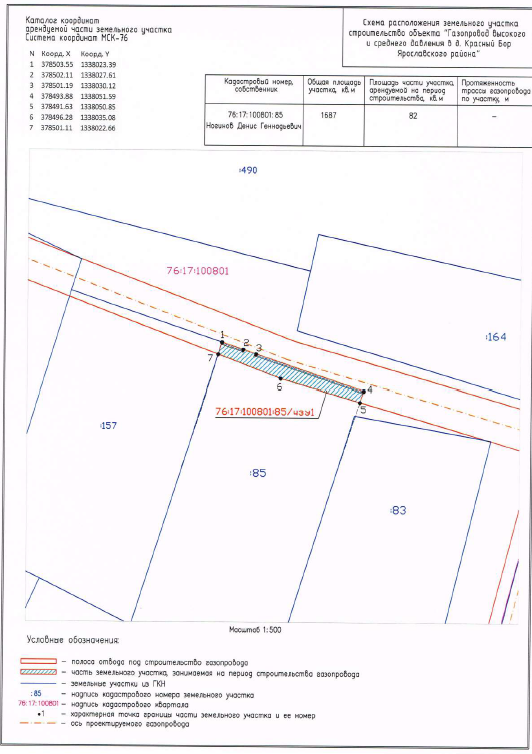 Каталог координат
арендуемой части земельного участка
Система координат МСК-76
Схема расположения земельного участка
строительство объекта "Газопровод высокого
и среднего давления в д. Красный Бор
Ярославского района"
N Коорд. X Коорд. Y
1 378503.55 1338023.39
2 378502.11 1338027.61
3 378501.19 1338030.12
4 378493.88 1338051.59
5 378491.63 1338050.85
6 378496.28 1338035.08
7 378501.11 1338022.66
Кадастровый номер, собственник
Общая площадь участка, кв.м
Площадь части участка, арендуемой на период строительства, кв.м
Протяженность трассы газопровода по участку, м
76:17:100801:85
Ногинов Денис Геннадьевич
1687
82
–
:490
76:17:100801
:164
1
2
3
7
6
4
5
76:17:100801:85/чзу1
:157
:85
:83
Масштаб 1:500
Условные обозначения:
– полоса отвода под строительство газопровода
– часть земельного участка, занимаемая на период строительства газопровода
– земельные участки из ГКН
:85 – надпись кадастрового номера земельного участка
76:17:100801 – надпись кадастрового квартала
•1 – характерная точка границы части земельного участка и ее номер
– ось проектируемого газопровода